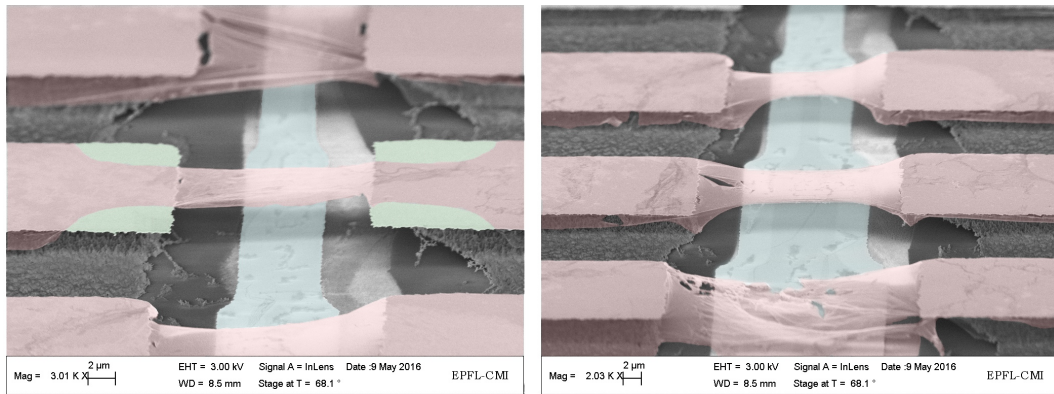 2 µm
Mag = 3.01 K X
EHT = 3.00 kV
Signal A = InLens
Date :9 May 2016
WD = 8.5 mm
Stage at T = 68.1 °
EPFL-CMI
2 µm
Mag = 2.03 K X
EHT = 3.00 kV
Signal A = InLens
Date :9 May 2016
WD = 8.5 mm
Stage at T = 68.1 °
EPFL-CMI